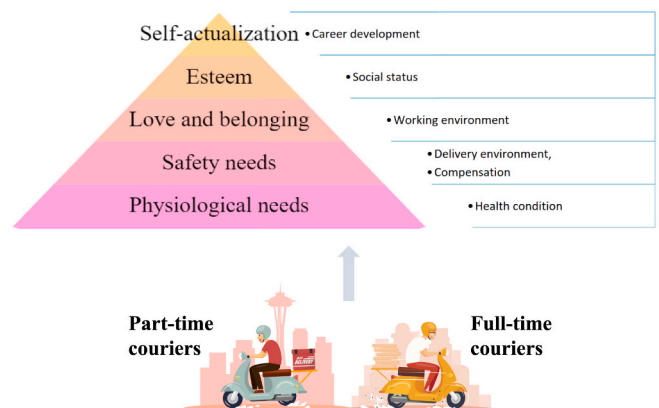 Self-actualization
• Career development
Esteem
• Social status
Love and belonging
• Working environment
Safety needs
• Delivery environment,
• Compensation
Physiological needs
• Health condition
Part-time
couriers
Full-time
couriers
DELIVERY